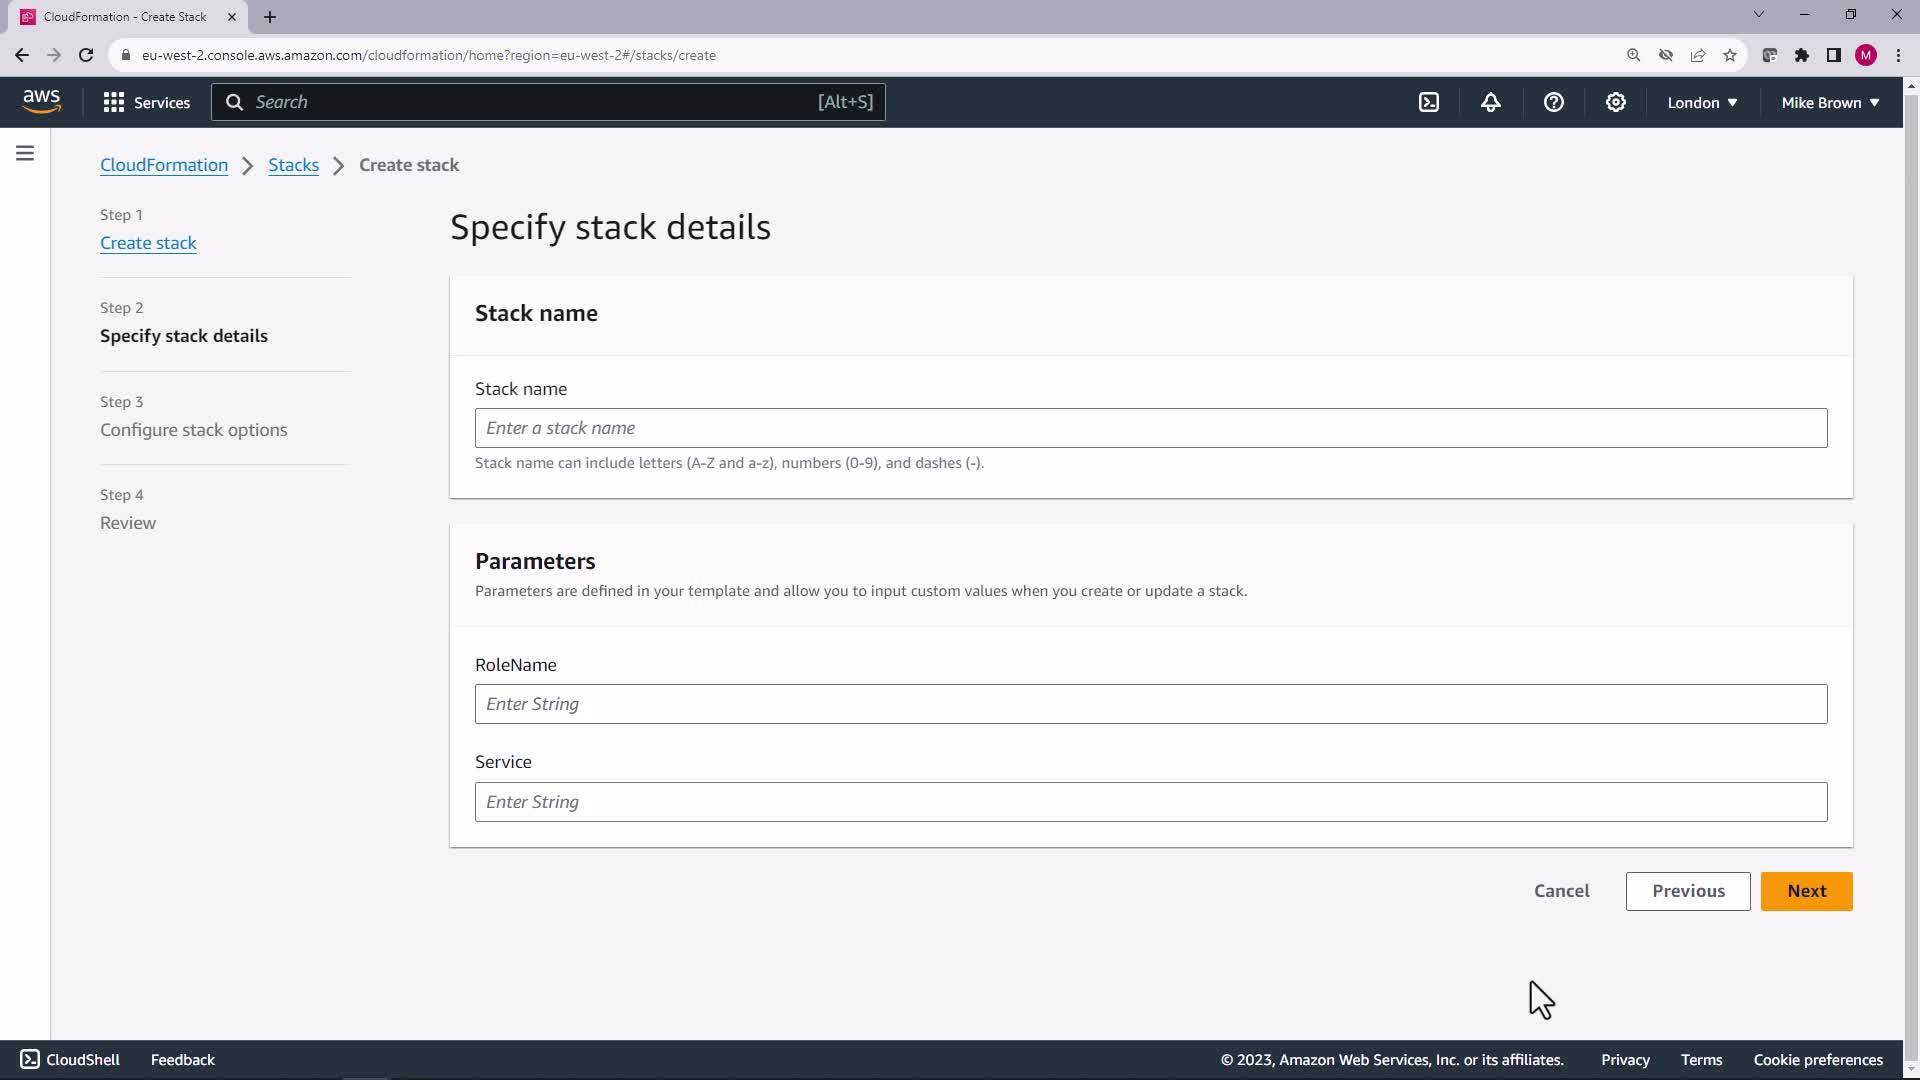 CloudFormation - Create Stack
eu-west-2.console.aws.amazon.com/cloudformation/home?region=eu-west-2#/stacks/create
M
aws
Services
Search
[Alt+S]
London
Mike Brown
CloudFormation
Stacks
Create stack
Step 1
Create stack
Step 2
Specify stack details
Step 3
Configure stack options
Step 4
Review
Specify stack details
Stack name
Stack name
Enter a stack name
Stack name can include letters (A-Z and a-z), numbers (0-9), and dashes (-).
Parameters
Parameters are defined in your template and allow you to input custom values when you create or update a stack.
RoleName
Enter String
Service
Enter String
Cancel
Previous
Next
CloudShell
Feedback
© 2023, Amazon Web Services, Inc. or its affiliates.
Privacy
Terms
Cookie preferences